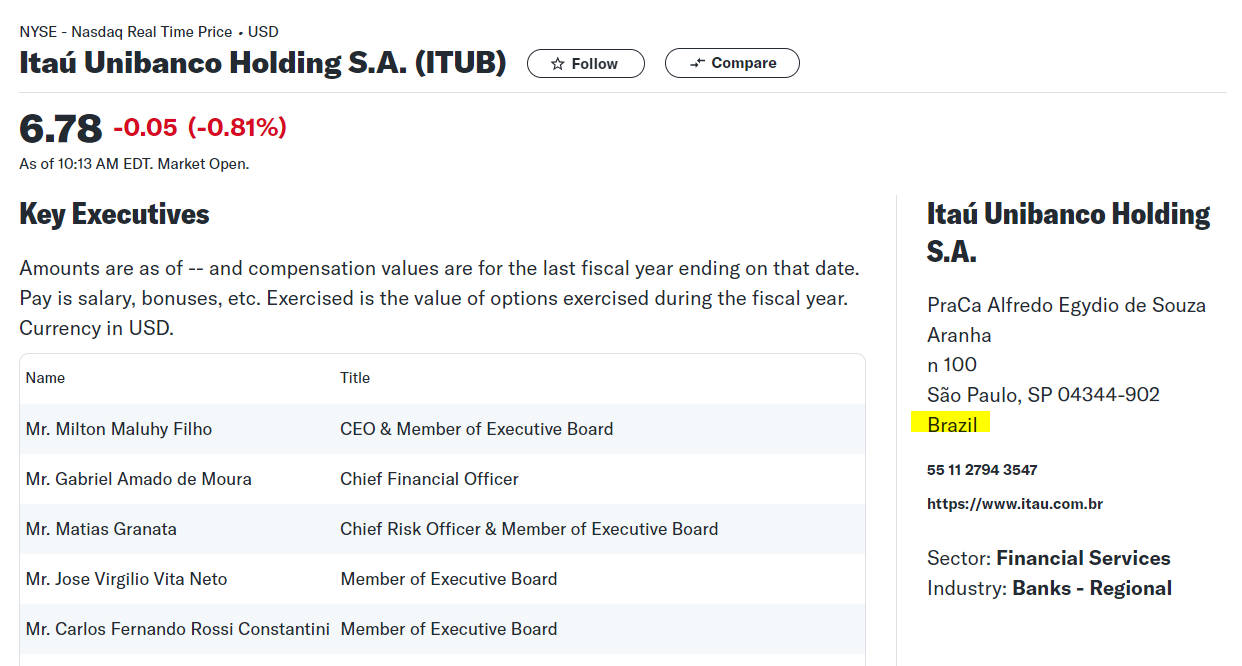 NYSE - Nasdaq Real Time Price • USD
Itaú Unibanco Holding S.A. (ITUB)
Follow
Compare
6.78 -0.05 (-0.81%)
As of 10:13 AM EDT. Market Open.
Key Executives
Amounts are as of -- and compensation values are for the last fiscal year ending on that date.
Pay is salary, bonuses, etc. Exercised is the value of options exercised during the fiscal year.
Currency in USD.
Name Title
Mr. Milton Maluhy Filho CEO & Member of Executive Board
Mr. Gabriel Amado de Moura Chief Financial Officer
Mr. Matias Granata Chief Risk Officer & Member of Executive Board
Mr. Jose Virgilio Vita Neto Member of Executive Board
Mr. Carlos Fernando Rossi Constantini Member of Executive Board
Itaú Unibanco Holding
S.A.
PraCa Alfredo Egydio de Souza
Aranha
n 100
São Paulo, SP 04344-902
Brazil
55 11 2794 3547
https://www.itau.com.br
Sector: Financial Services
Industry: Banks - Regional